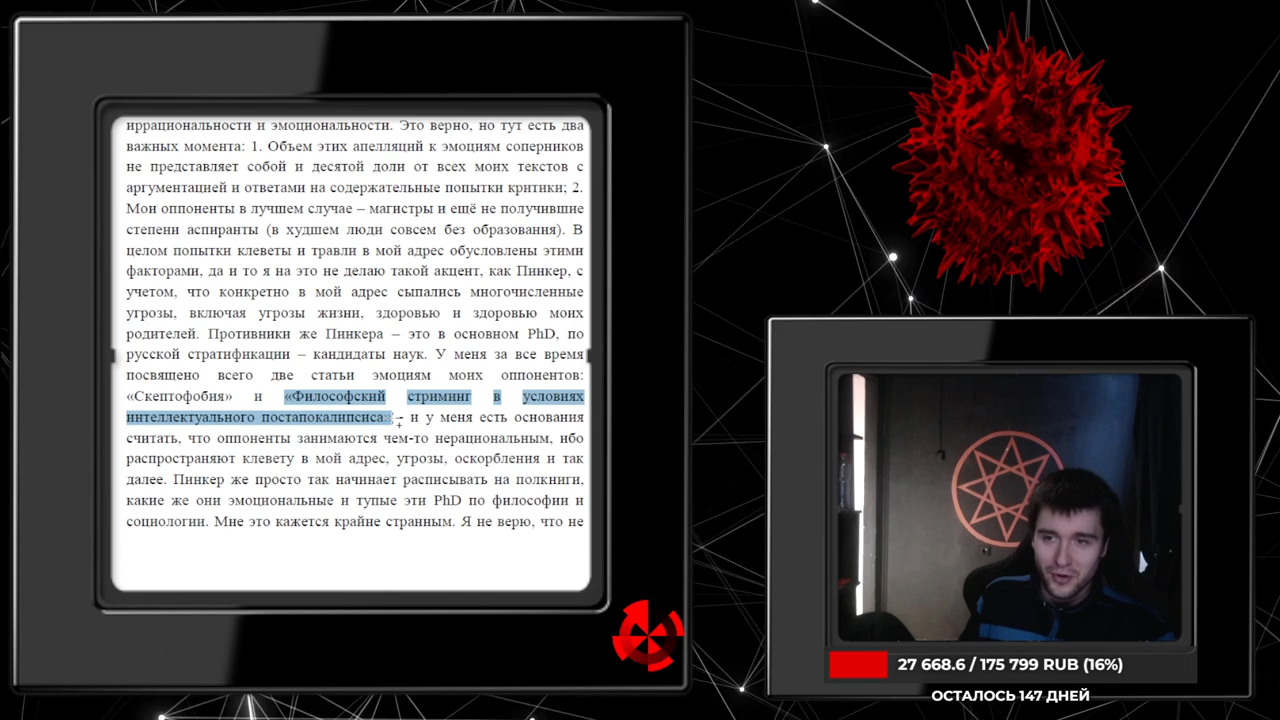 иррациональности и эмоциональности. Это верно, но тут есть два
важных момента: 1. Объем этих апелляций к эмоциям соперников
не представляет собой и десятой доли от всех моих текстов с
аргументацией и ответами на содержательные попытки критики; 2.
Мои оппоненты в лучшем случае – магистры и ещё не получившие
степени аспиранты (в худшем люди совсем без образования). В
целом попытки клеветы и травли в мой адрес обусловлены этими
факторами, да и то я на это не делаю такой акцент, как Пинкер, с
учетом, что конкретно в мой адрес сыпались многочисленные
угрозы, включая угрозы жизни, здоровью и здоровью моих
родителей. Противники же Пинкера – это в основном PhD, по
русской стратификации – кандидаты наук. У меня за все время
посвящено всего две статьи эмоциям моих оппонентов:
«Скептофобия» и «Философский стриминг в условиях
интеллектуального постапокалипсиса» - и у меня есть основания
считать, что оппоненты занимаются чем-то нерациональным, ибо
распространяют клевету в мой адрес, угрозы, оскорбления и так
далее. Пинкер же просто так начинает расписывать на полкниги,
какие же они эмоциональные и тупые эти PhD по философии и
социологии. Мне это кажется крайне странным. Я не верю, что не
27 668.6 / 175 799 RUB (16%)
ОСТАЛОСЬ 147 ДНЕЙ